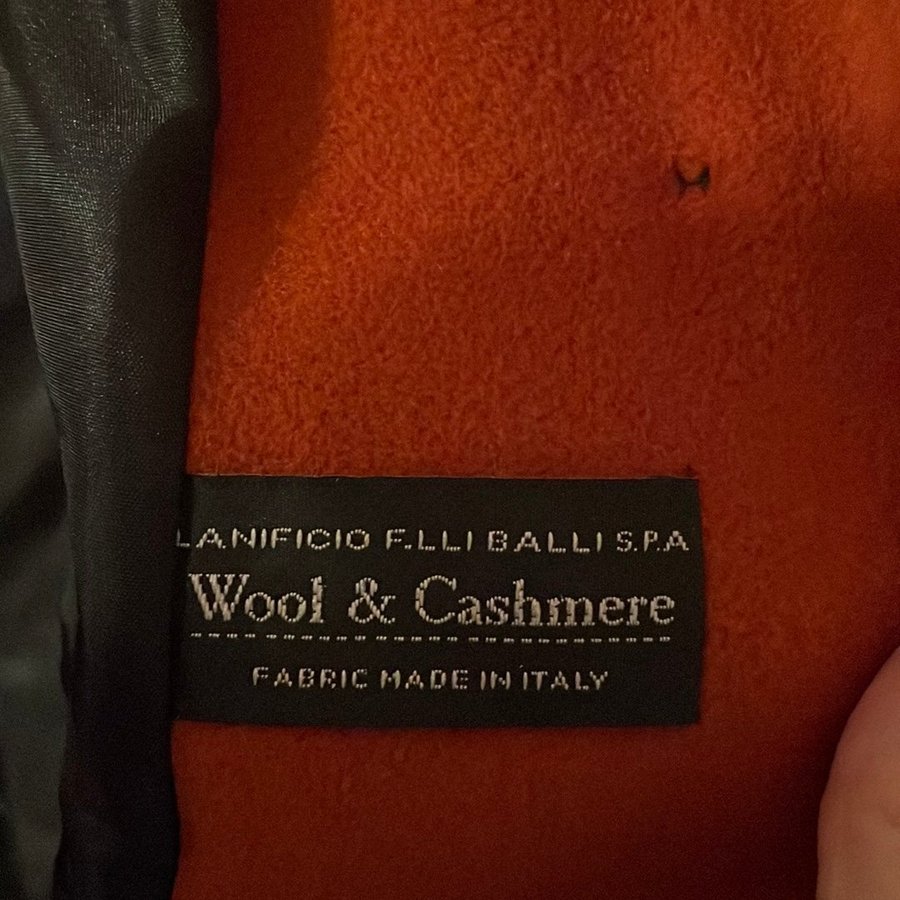 LANIFICIO F.LLI BALLI S.P.A
Wool & Cashmere
FABRIC MADE IN ITALY